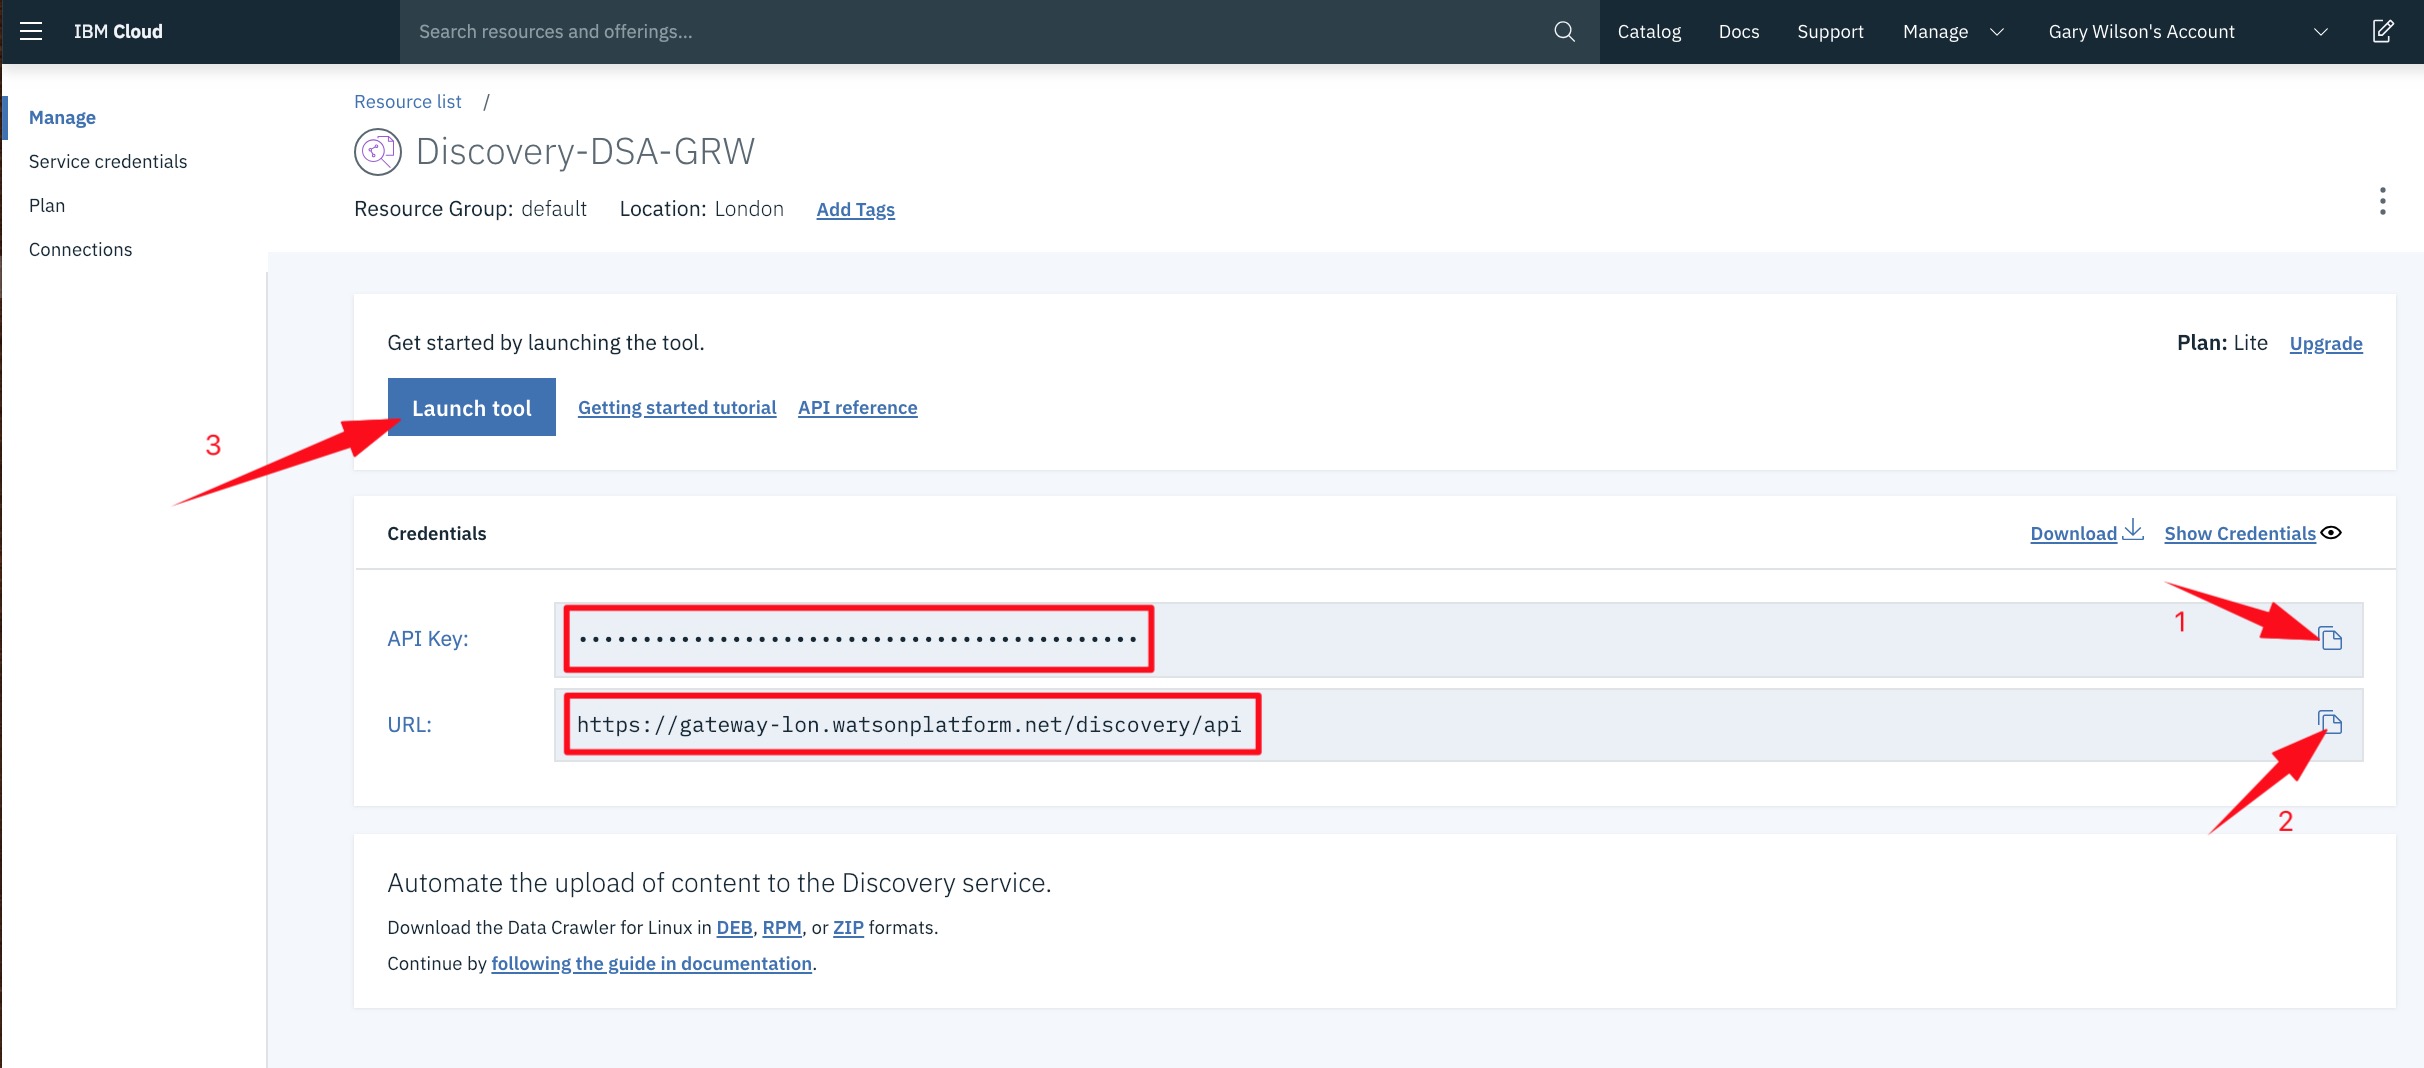 IBM Cloud
Search resources and offerings...
Catalog Docs Support Manage Gary Wilson's Account
Manage
Service credentials
Plan
Connections
Resource list /
Discovery-DSA-GRW
Resource Group: default Location: London Add Tags
Get started by launching the tool.
Plan: Lite Upgrade
Launch tool Getting started tutorial API reference
3
Credentials
Download Show Credentials
API Key: ••••••••••••••••••••••••••••••••••••••••••••
1
URL: https://gateway-lon.watsonplatform.net/discovery/api
2
Automate the upload of content to the Discovery service.
Download the Data Crawler for Linux in DEB, RPM, or ZIP formats.
Continue by following the guide in documentation.